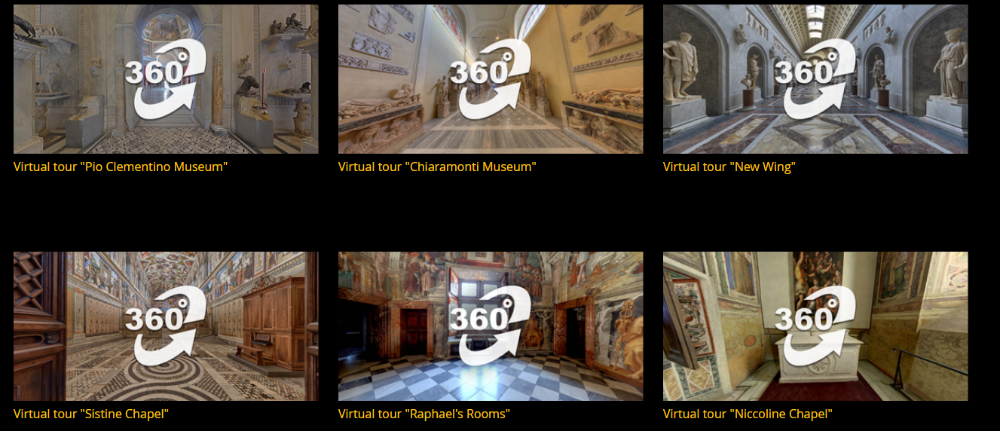 360°
360°
360°
Virtual tour "Pio Clementino Museum"
Virtual tour "Chiaramonti Museum"
Virtual tour "New Wing"
360°
360°
360°
Virtual tour "Sistine Chapel"
Virtual tour "Raphael's Rooms"
Virtual tour "Niccoline Chapel"